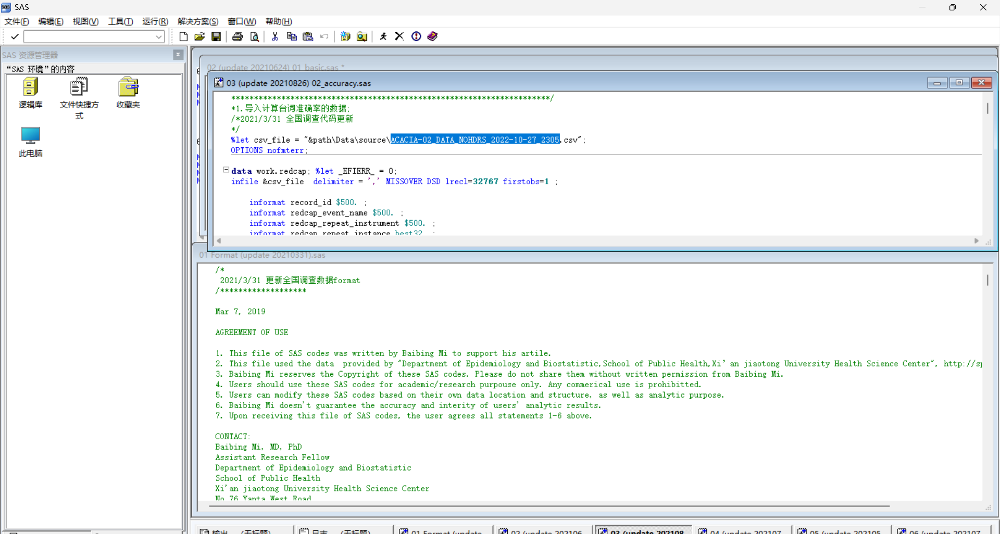 SAS
文件(F) 编辑(E) 视图(V) 工具(T) 运行(R) 解决方案(S) 窗口(W) 帮助(H)
SAS 资源管理器
“SAS 环境”的内容
逻辑库
文件快捷方式
收藏夹
此电脑
02 (update 20210624) 01_basic.sas *
03 (update 20210826) 02_accuracy.sas
**********************************************************************/
*1.导入计算台词准确率的数据;
/*2021/3/31 全国调查代码更新
*/
%let csv_file = "&path\Data\source\ACACIA-02_DATA_NOHDRS_2022-10-27_2305.csv";
OPTIONS nofmterr;
data work.redcap; %let _EFIERR_ = 0;
infile &csv_file  delimiter = ',' MISSOVER DSD lrecl=32767 firstobs=1 ;
informat record_id $500. ;
informat redcap_event_name $500. ;
informat redcap_repeat_instrument $500. ;
informat redcap_repeat_instance best32. ;
01 Format (update 20210331).sas
/*
2021/3/31 更新全国调查数据format
/*******************
Mar 7, 2019
AGREEMENT OF USE
1. This file of SAS codes was written by Baibing Mi to support his artile.
2. This file used the data  provided by "Department of Epidemiology and Biostatistic,School of Public Health,Xi’an jiaotong University Health Science Center", http://sp
3. Baibing Mi reserves the Copyright of these SAS codes. Please do not share them without written permission from Baibing Mi.
4. Users should use these SAS codes for academic/research purpouse only. Any commerical use is prohibitted.
5. Users can modify these SAS codes based on their own data location and structure, as well as analytic purpose.
6. Baibing Mi doesn't guarantee the accuracy and interity of users' analytic results.
7. Upon receiving this file of SAS codes, the user agrees all statements 1-6 above.
CONTACT:
Baibing Mi, MD, PhD
Assistant Research Fellow
Department of Epidemiology and Biostatistic
School of Public Health
Xi'an jiaotong University Health Science Center
No 76 Yanta West Road
输出 - (无标题) 日志 - (无标题) 01 Format (update 02 (update 202106 03 (update 202108 04 (update 202107 05 (update 202105 06 (update 202107